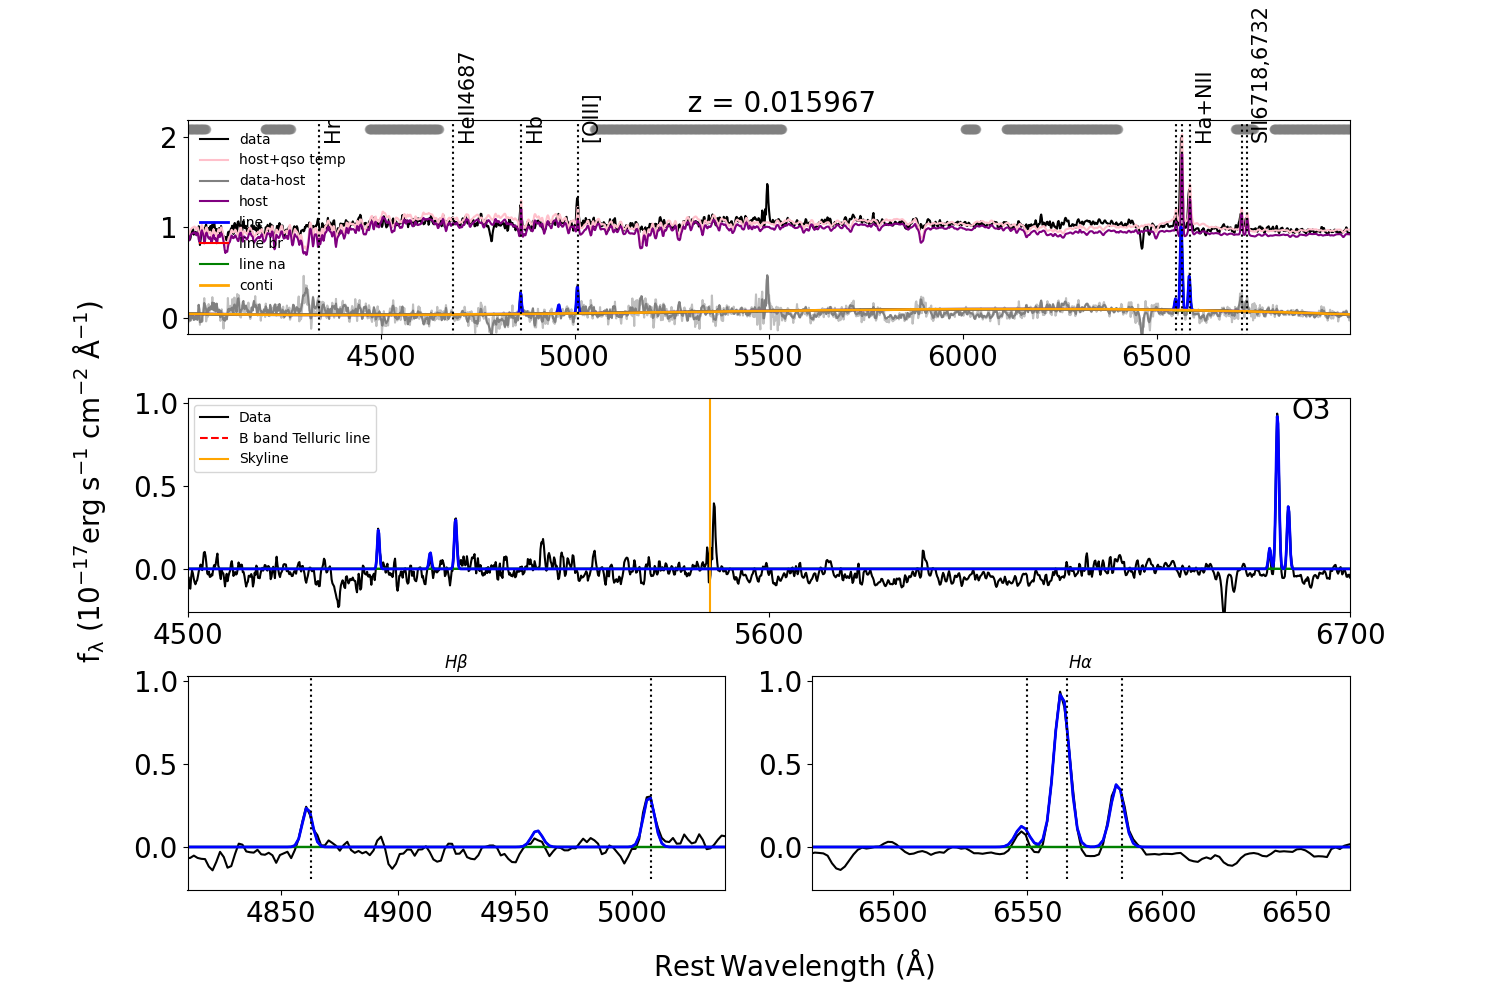 z = 0.015967
Hr
HeII4687
Hb
[OIII]
Ha+NII
SII6718,6732
data
host+qso temp
data-host
host
line
line br
line na
conti
2
1
0
4500 5000 5500 6000 6500
fλ (10⁻¹⁷erg s⁻¹ cm⁻² Å⁻¹)
Data
B band Telluric line
Skyline
O3
1.0
0.5
0.0
4500 5600 6700
Hβ
1.0
0.5
0.0
4850 4900 4950 5000
Hα
1.0
0.5
0.0
6500 6550 6600 6650
Rest Wavelength (Å)